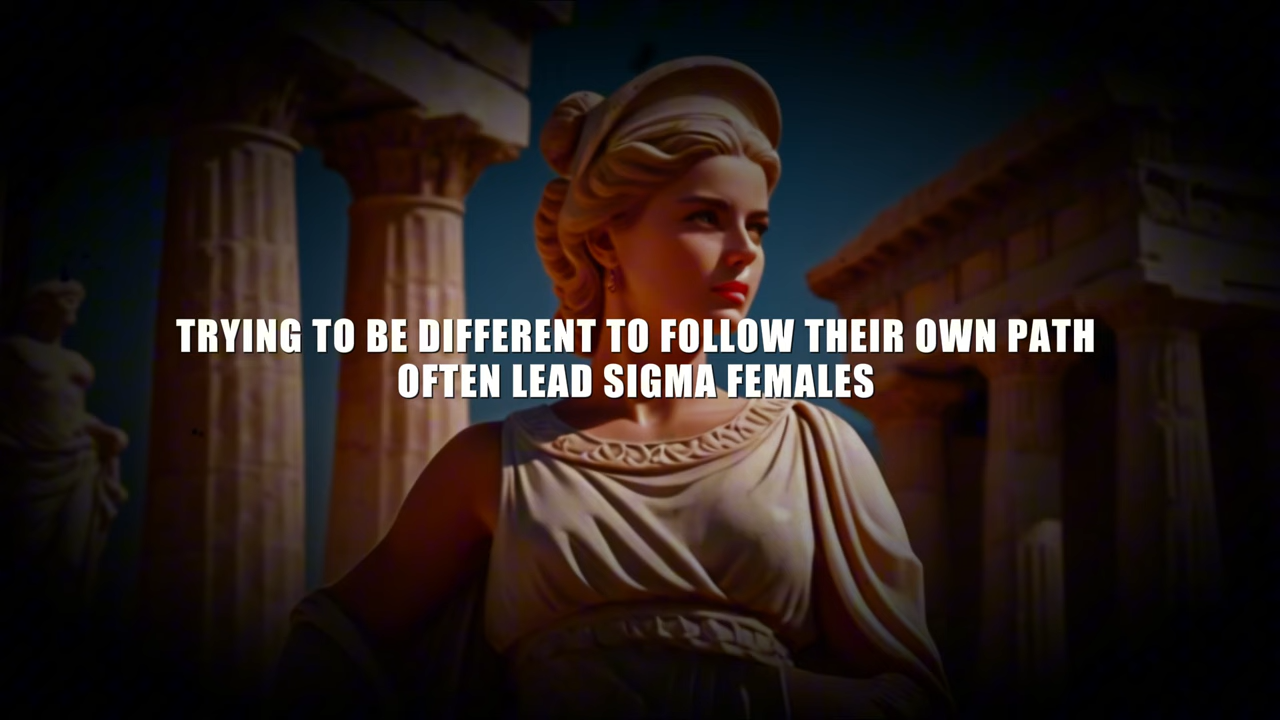 TRYING TO BE DIFFERENT TO FOLLOW THEIR OWN PATH
OFTEN LEAD SIGMA FEMALES